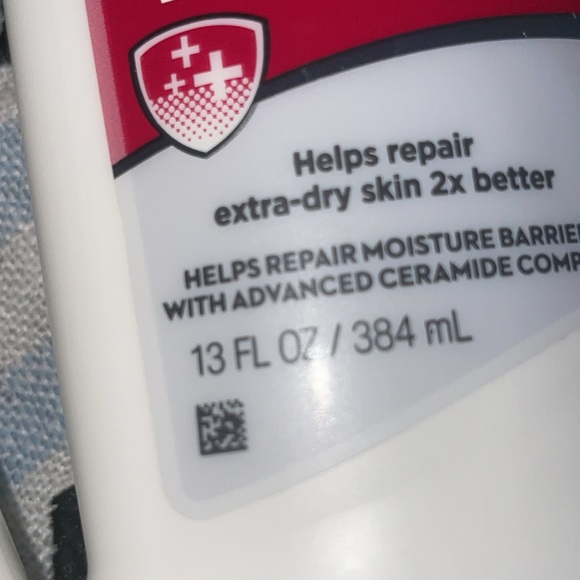 Helps repair
extra-dry skin 2x better
HELPS REPAIR MOISTURE BARRIE
WITH ADVANCED CERAMIDE COMP
13 FL OZ / 384 mL